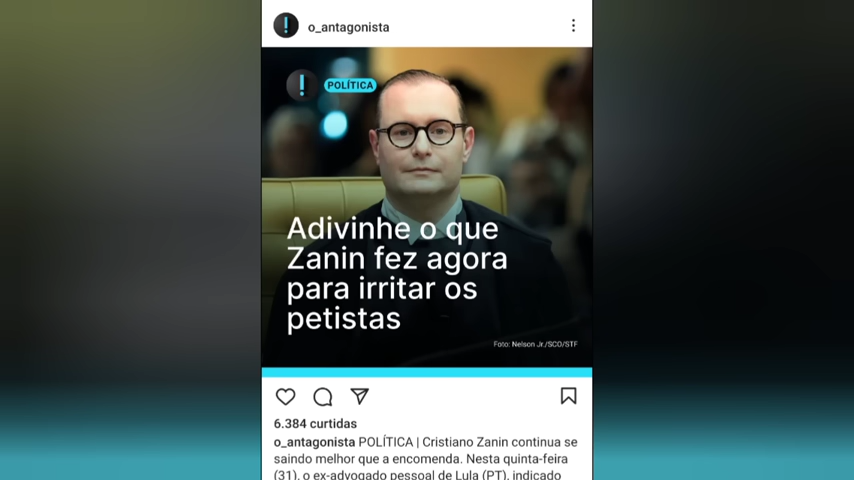 o_antagonista
POLÍTICA
Adivinhe o que
Zanin fez agora
para irritar os
petistas
Foto: Nelson Jr./SCO/STF
6.384 curtidas
o_antagonista POLÍTICA | Cristiano Zanin continua se
saindo melhor que a encomenda. Nesta quinta-feira
(31), o ex-advogado pessoal de Lula (PT), indicado